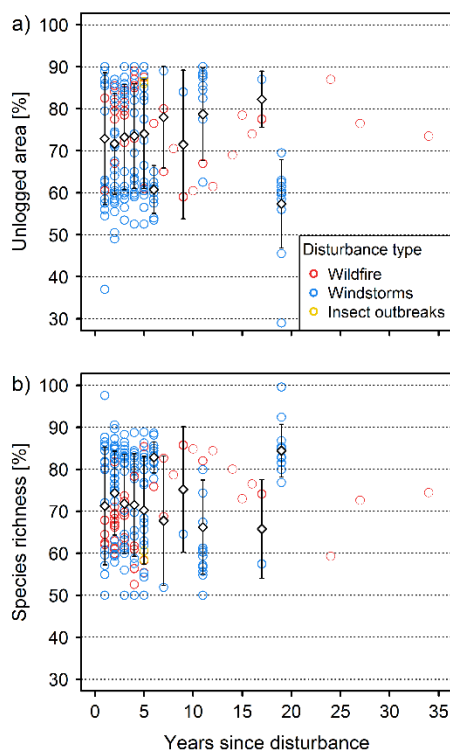 a)
Unlogged area [%]
100
90
80
70
60
50
40
30
Disturbance type
Wildfire
Windstorms
Insect outbreaks
b)
Species richness [%]
100
90
80
70
60
50
40
30
0 5 10 15 20 25 30 35
Years since disturbance